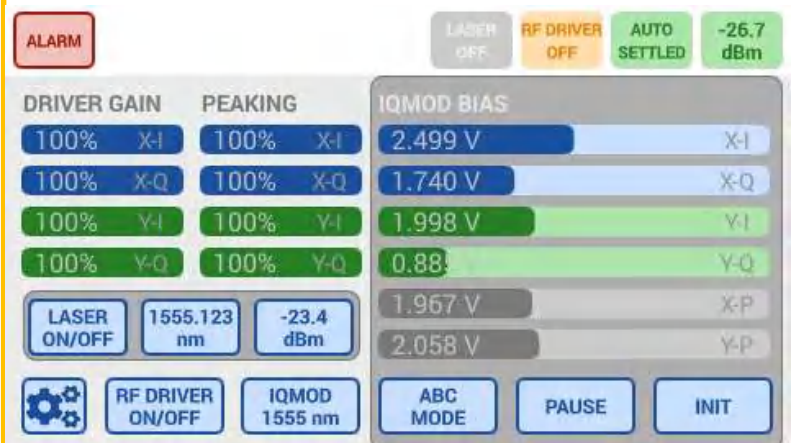 ALARM
LASER OFF
RF DRIVER OFF
AUTO SETTLED
-26.7 dBm
DRIVER GAIN PEAKING IQMOD BIAS
100% X-I 100% X-I 2.499 V X-I
100% X-Q 100% X-Q 1.740 V X-Q
100% Y-I 100% Y-I 1.998 V Y-I
100% Y-Q 100% Y-Q 0.88 Y-Q
1.967 V X-P
2.058 V Y-P
LASER ON/OFF
1555.123 nm
-23.4 dBm
RF DRIVER ON/OFF
IQMOD 1555 nm
ABC MODE
PAUSE
INIT